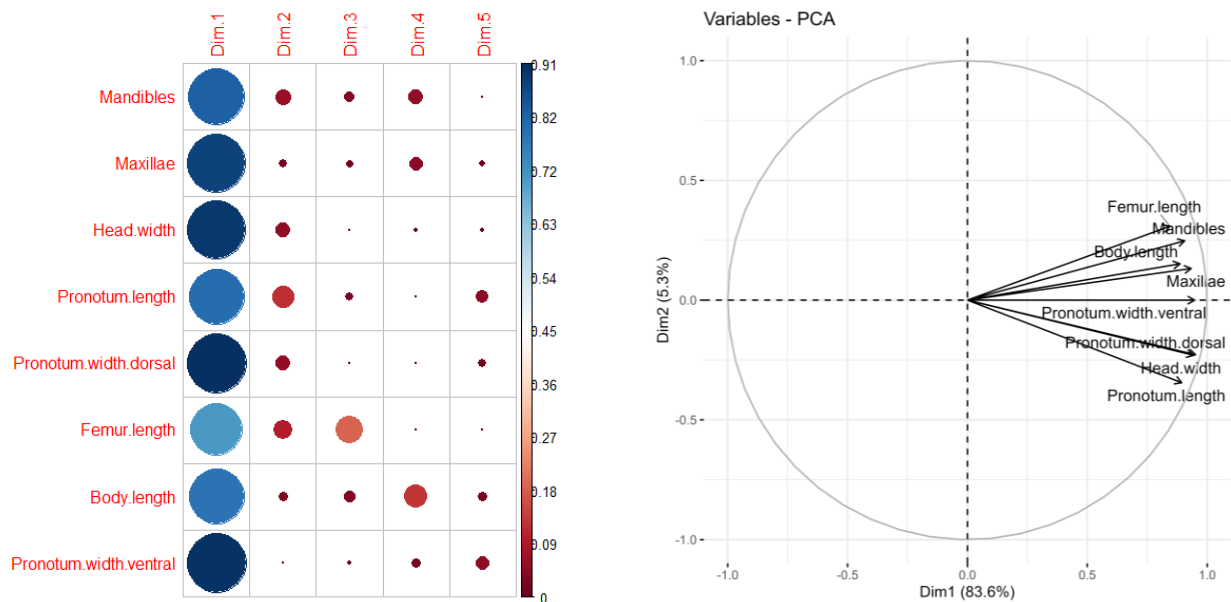 Dim.1
Dim.2
Dim.3
Dim.4
Dim.5
Mandibles
Maxillae
Head.width
Pronotum.length
Pronotum.width.dorsal
Femur.length
Body.length
Pronotum.width.ventral
0.91
0.82
0.72
0.63
0.54
0.45
0.36
0.27
0.18
0.09
0
Variables - PCA
Dim2 (5.3%)
1.0
0.5
0.0
-0.5
-1.0
Femur.length
Mandibles
Body.length
Maxillae
Pronotum.width.ventral
Pronotum.width.dorsal
Head.width
Pronotum.length
-1.0 -0.5 0.0 0.5 1.0
Dim1 (83.6%)